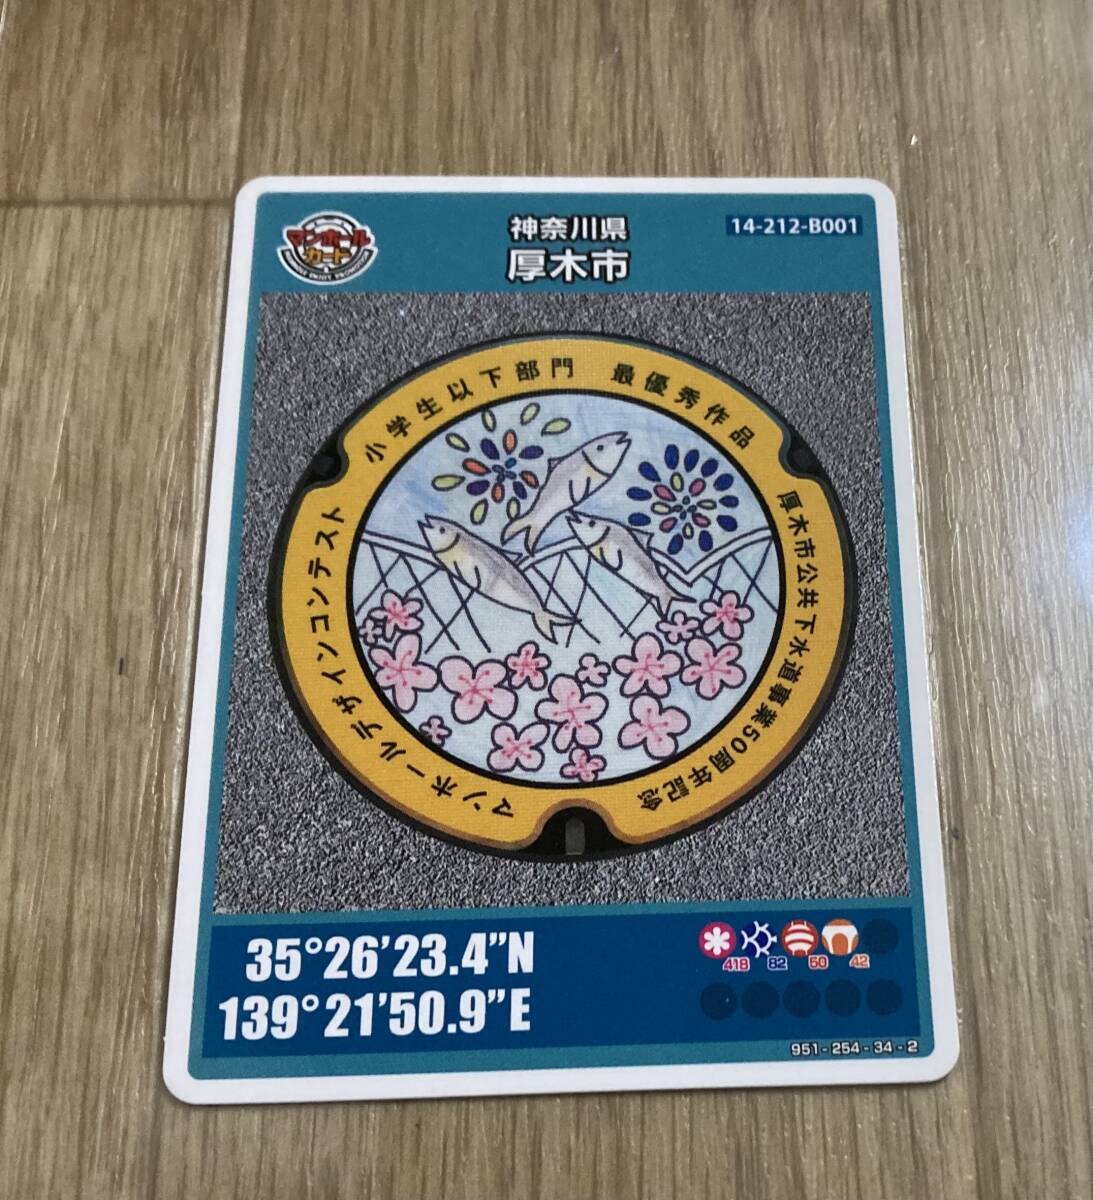 マンホール
カード
MANHOLE ENJOY PROMOTION
神奈川県
厚木市
14-212-B001
小学生以下部門 最優秀作品
マンホールデザインコンテスト
厚木市公共下水道事業50周年記念
35°26'23.4"N
139°21'50.9"E
418 82 50 42
951-254-34-2